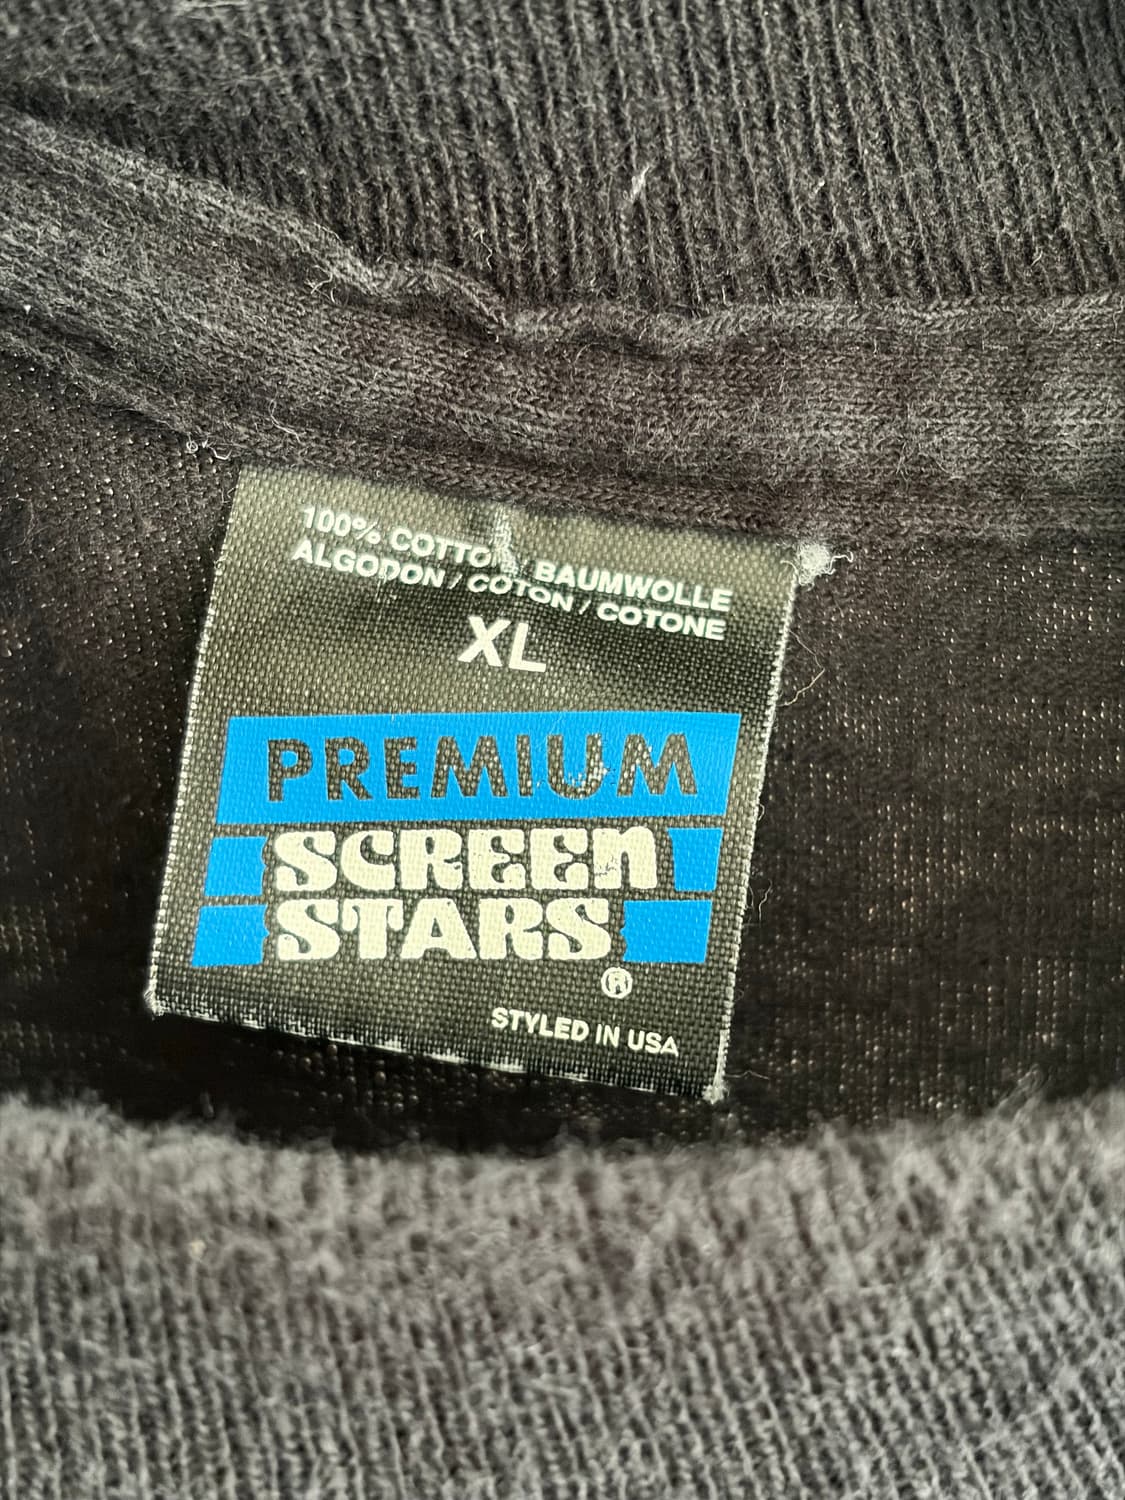 100% COTTON / BAUMWOLLE
ALGODON / COTON / COTONE
XL
PREMIUM
SCREEN
STARS
®
STYLED IN USA